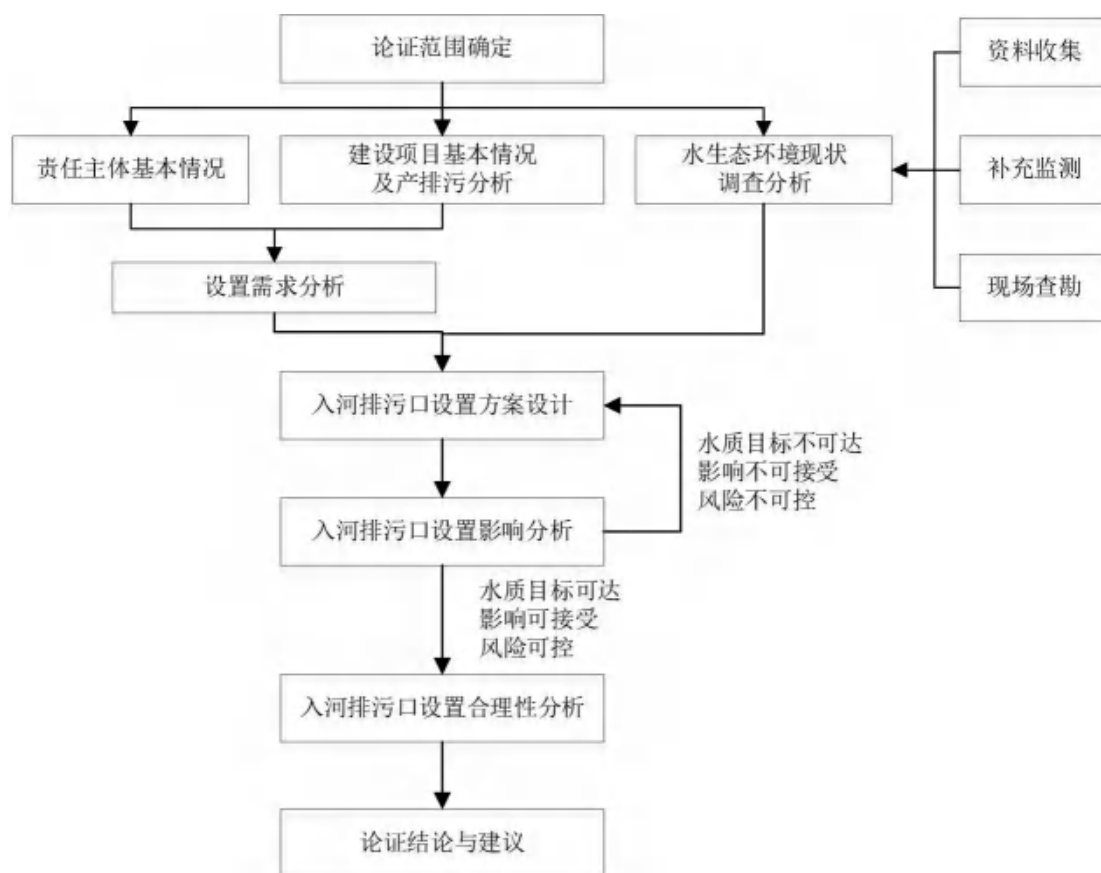 论证范围确定
资料收集
责任主体基本情况
建设项目基本情况
及产排污分析
水生态环境现状
调查分析
补充监测
设置需求分析
现场查勘
入河排污口设置方案设计
水质目标不可达
影响不可接受
风险不可控
入河排污口设置影响分析
水质目标可达
影响可接受
风险可控
入河排污口设置合理性分析
论证结论与建议